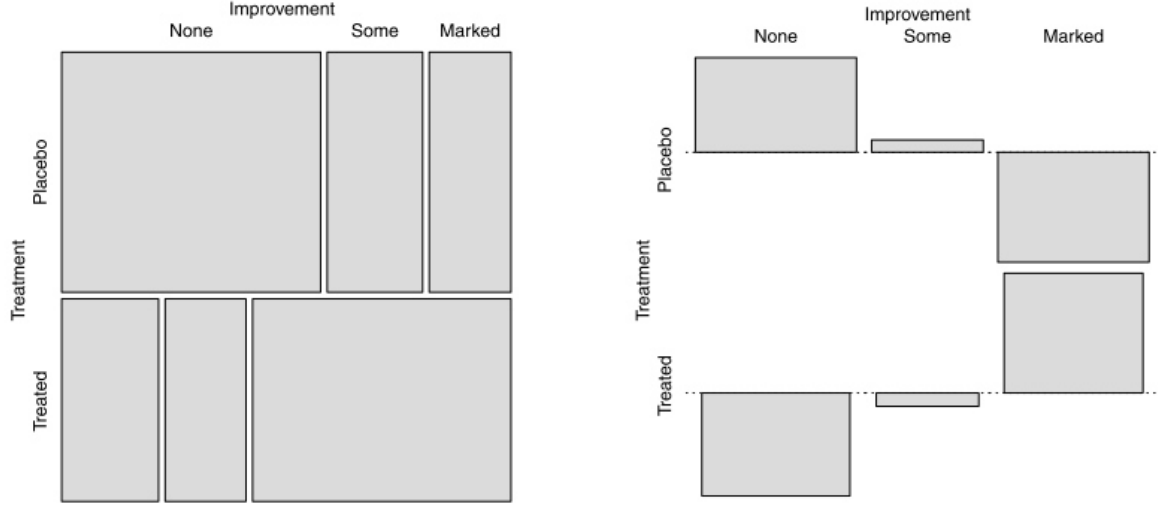 Improvement
None Some Marked
Treatment
Placebo
Treated
Improvement
None Some Marked
Treatment
Placebo
Treated